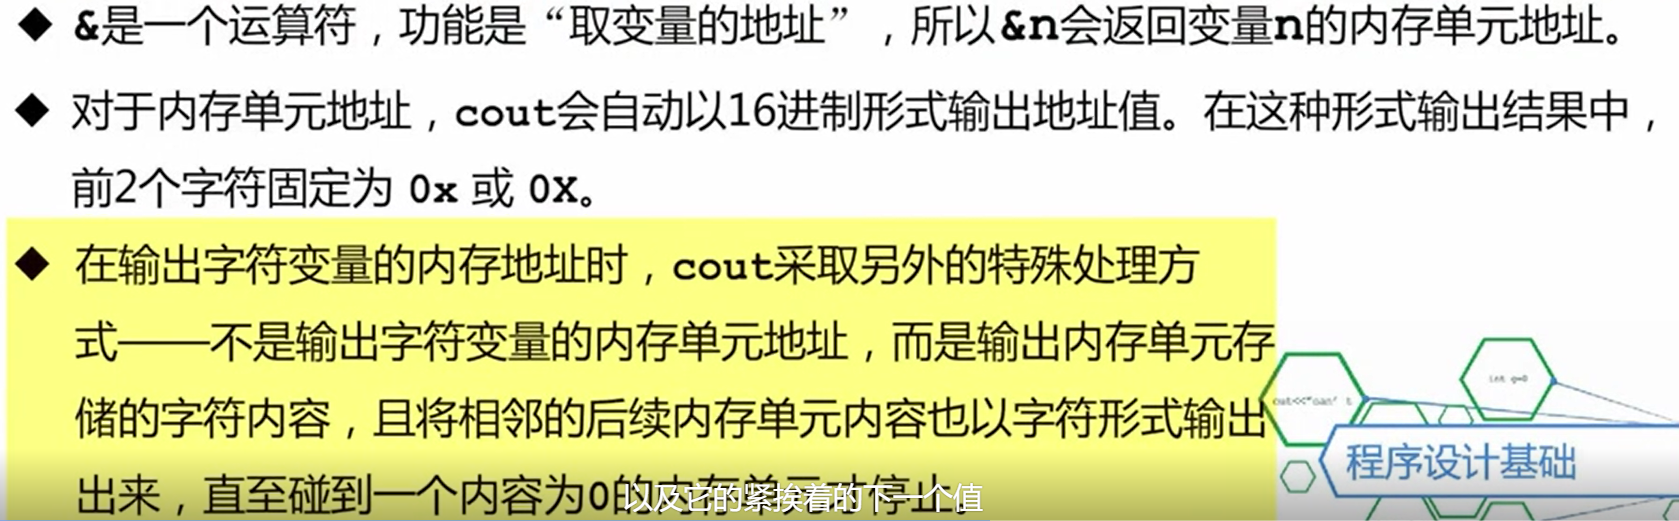 ◆ &是一个运算符，功能是“取变量的地址”，所以&n会返回变量n的内存单元地址。
◆ 对于内存单元地址，cout会自动以16进制形式输出地址值。在这种形式输出结果中，
前2个字符固定为 0x 或 0X。
◆ 在输出字符变量的内存地址时，cout采取另外的特殊处理方
式——不是输出字符变量的内存单元地址，而是输出内存单元存
储的字符内容，且将相邻的后续内存单元内容也以字符形式输出
出来，直至碰到一个内容为0的内存单元时停止。
以及它的紧挨着的下一个值
int g=0
程序设计基础